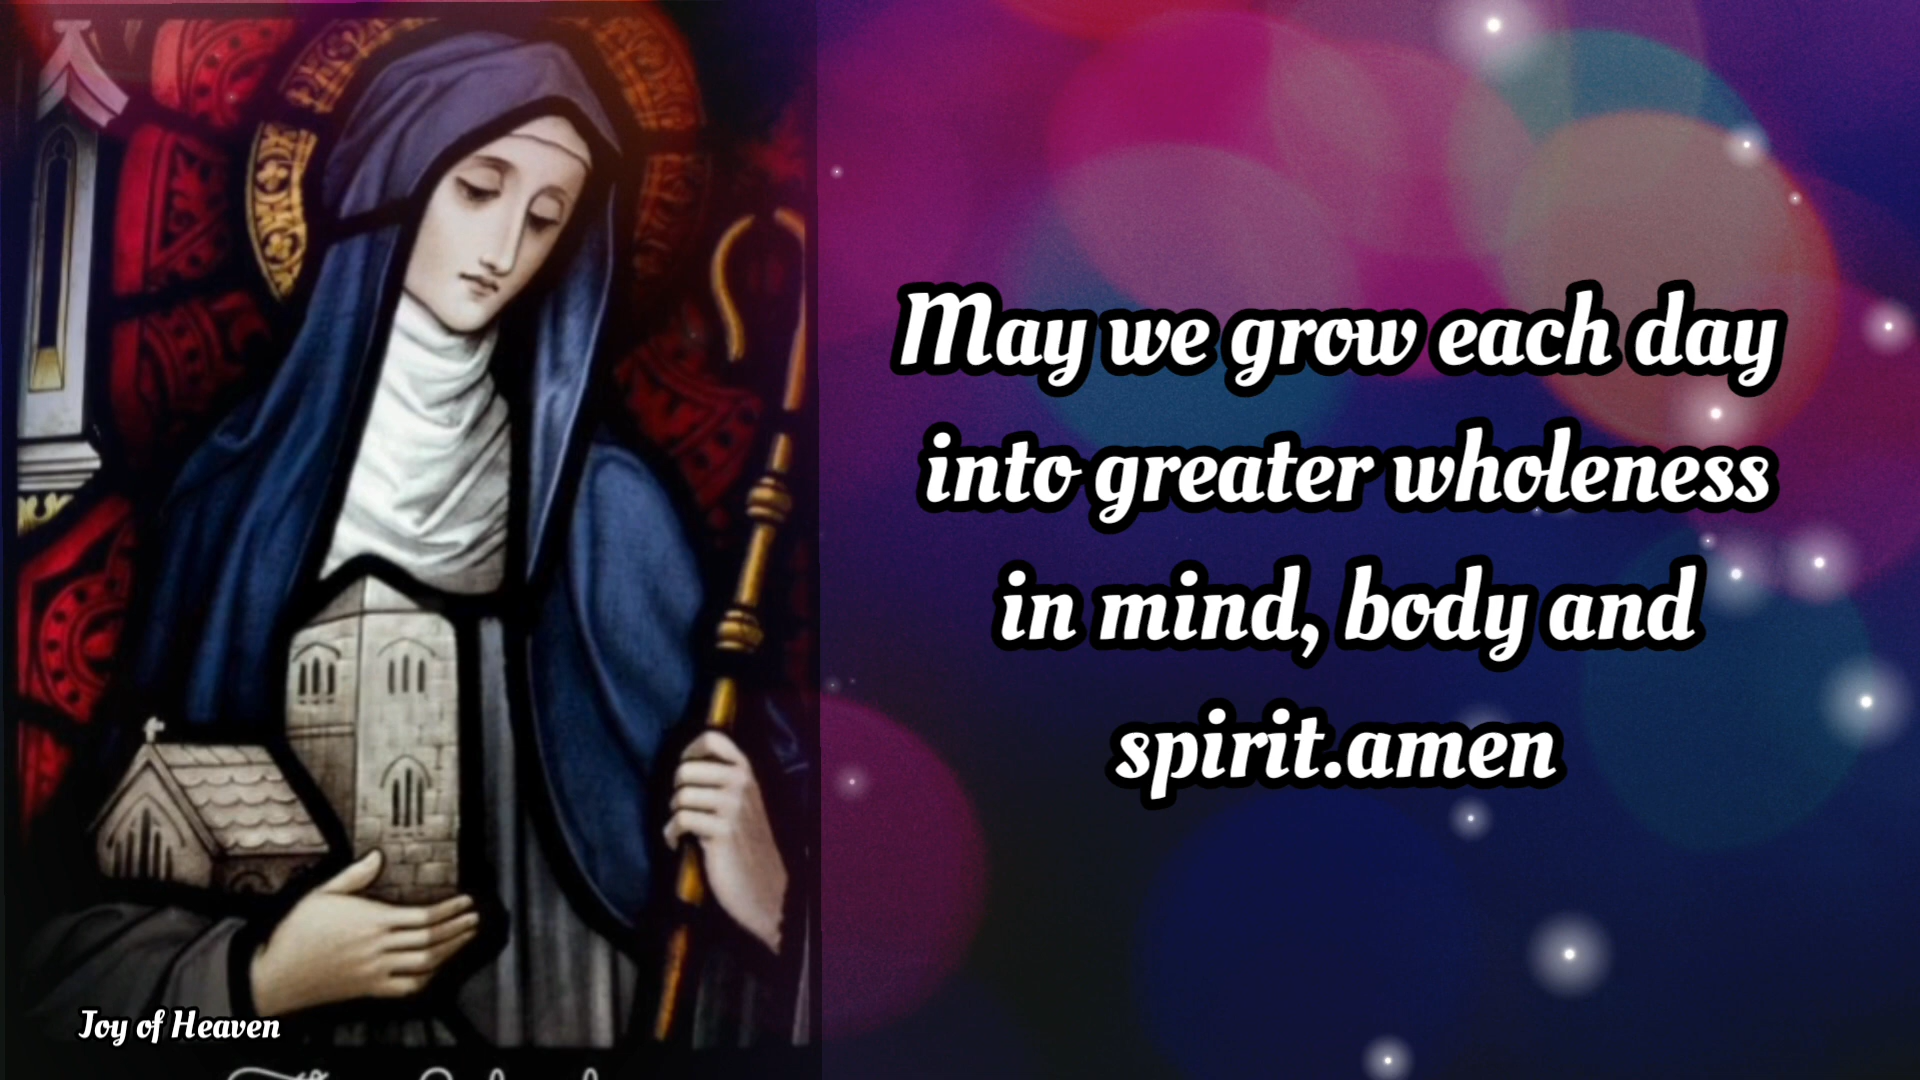 May we grow each day
into greater wholeness
in mind, body and
spirit.amen
Joy of Heaven